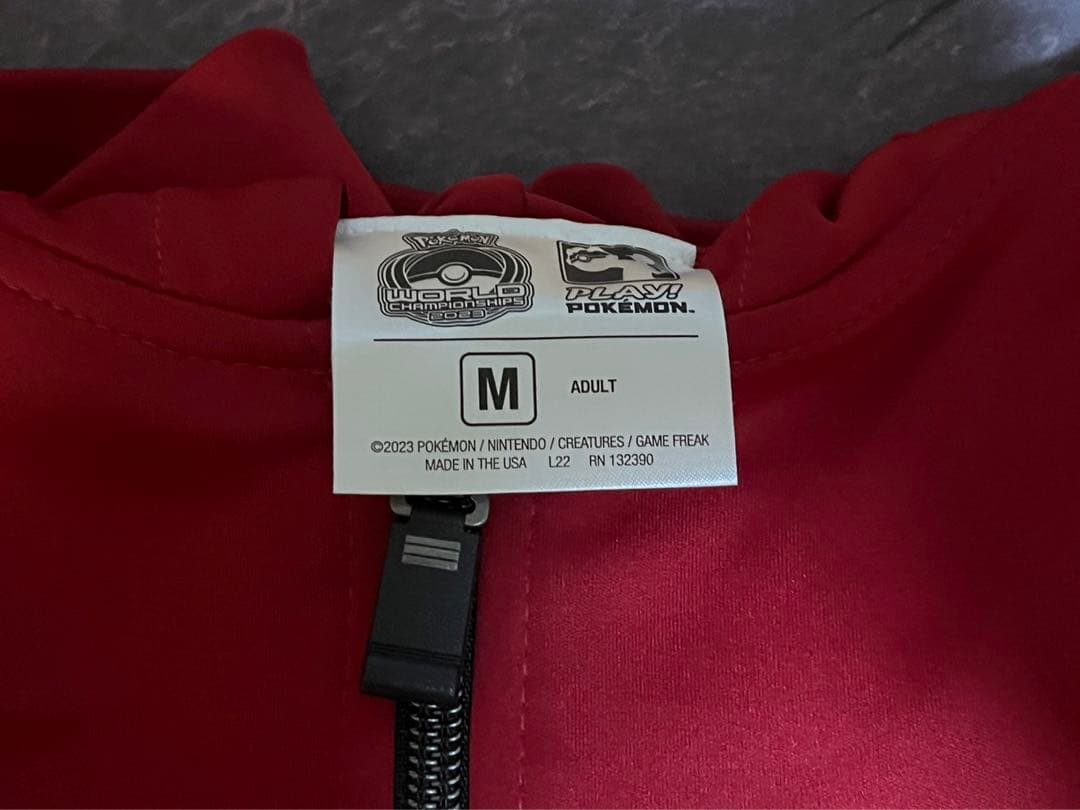 POKÉMON
WORLD
CHAMPIONSHIPS
2023
PLAY!
POKÉMON™
M
ADULT
©2023 POKÉMON / NINTENDO / CREATURES / GAME FREAK
MADE IN THE USA L22 RN 132390